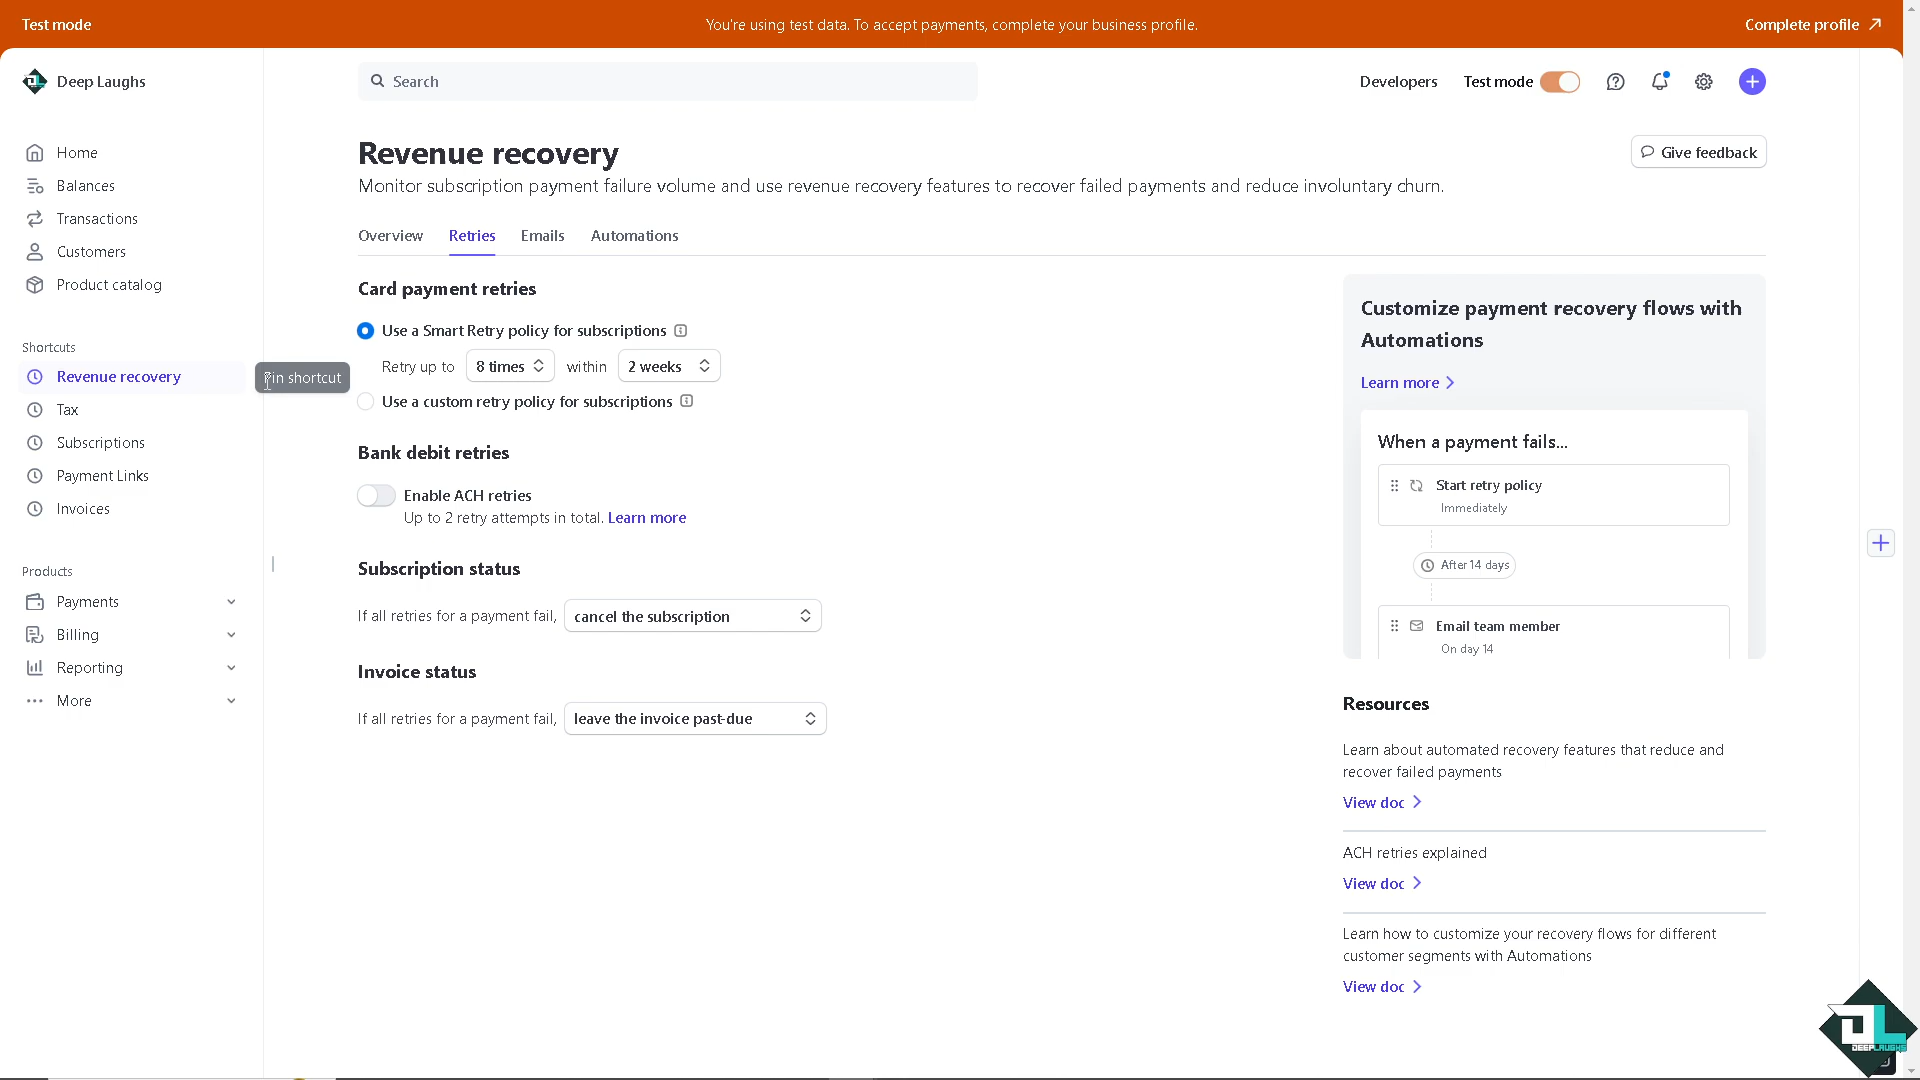 Test mode
You're using test data. To accept payments, complete your business profile.
Complete profile
Deep Laughs
Search
Developers
Test mode
Home
Balances
Transactions
Customers
Product catalog
Shortcuts
Revenue recovery
Tax
Subscriptions
Payment Links
Invoices
Products
Payments
Billing
Reporting
More
Pin shortcut
Revenue recovery
Give feedback
Monitor subscription payment failure volume and use revenue recovery features to recover failed payments and reduce involuntary churn.
Overview
Retries
Emails
Automations
Card payment retries
Use a Smart Retry policy for subscriptions
Retry up to 8 times within 2 weeks
Use a custom retry policy for subscriptions
Bank debit retries
Enable ACH retries
Up to 2 retry attempts in total. Learn more
Subscription status
If all retries for a payment fail, cancel the subscription
Invoice status
If all retries for a payment fail, leave the invoice past-due
Customize payment recovery flows with
Automations
Learn more
When a payment fails...
Start retry policy
Immediately
After 14 days
Email team member
On day 14
Resources
Learn about automated recovery features that reduce and
recover failed payments
View doc
ACH retries explained
View doc
Learn how to customize your recovery flows for different
customer segments with Automations
View doc
DEEPLAUGHS